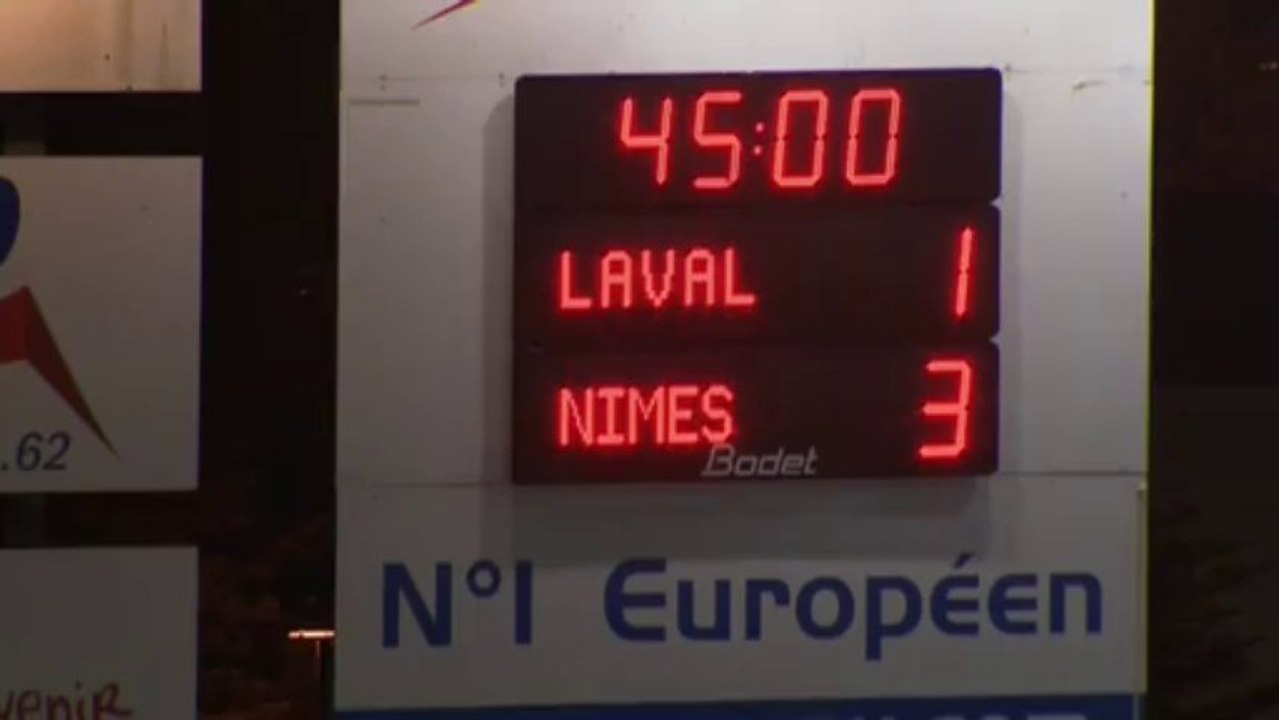 45:00
LAVAL 1
NIMES 3
Bodet
N°1 Européen
.62